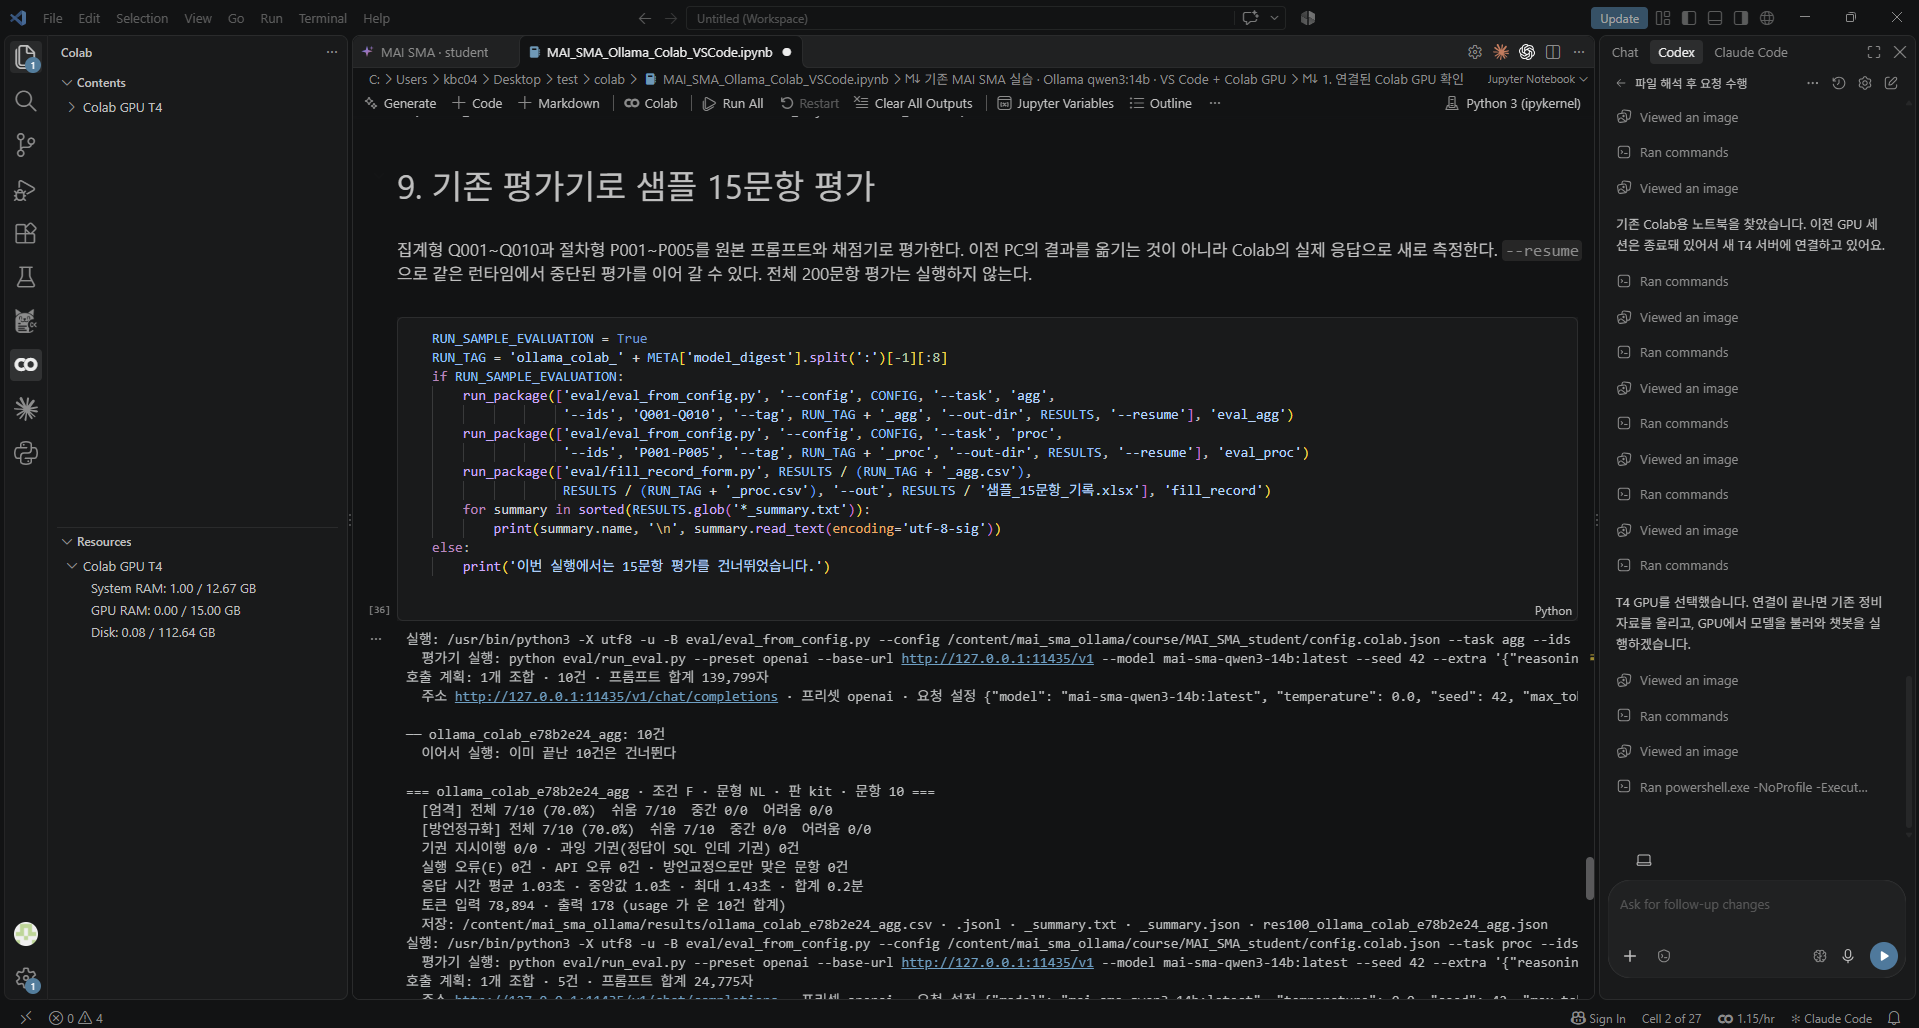 File Edit Selection View Go Run Terminal Help
Untitled (Workspace)
Update
Colab
Contents
Colab GPU T4
Resources
Colab GPU T4
System RAM: 1.00 / 12.67 GB
GPU RAM: 0.00 / 15.00 GB
Disk: 0.08 / 112.64 GB
MAI SMA · student
MAI_SMA_Ollama_Colab_VSCode.ipynb
C: > Users > kbc04 > Desktop > test > colab > MAI_SMA_Ollama_Colab_VSCode.ipynb > M↓ 기존 MAI SMA 실습 · Ollama qwen3:14b · VS Code + Colab GPU > M↓ 1. 연결된 Colab GPU 확인
Jupyter Notebook
Generate + Code + Markdown Colab Run All Restart Clear All Outputs Jupyter Variables Outline ···
Python 3 (ipykernel)
9. 기존 평가기로 샘플 15문항 평가
집계형 Q001~Q010과 절차형 P001~P005를 원본 프롬프트와 채점기로 평가한다. 이전 PC의 결과를 옮기는 것이 아니라 Colab의 실제 응답으로 새로 측정한다. --resume
으로 같은 런타임에서 중단된 평가를 이어 갈 수 있다. 전체 200문항 평가는 실행하지 않는다.
RUN_SAMPLE_EVALUATION = True
RUN_TAG = 'ollama_colab_' + META['model_digest'].split(':')[-1][:8]
if RUN_SAMPLE_EVALUATION:
run_package(['eval/eval_from_config.py', '--config', CONFIG, '--task', 'agg',
'--ids', 'Q001-Q010', '--tag', RUN_TAG + '_agg', '--out-dir', RESULTS, '--resume'], 'eval_agg')
run_package(['eval/eval_from_config.py', '--config', CONFIG, '--task', 'proc',
'--ids', 'P001-P005', '--tag', RUN_TAG + '_proc', '--out-dir', RESULTS, '--resume'], 'eval_proc')
run_package(['eval/fill_record_form.py', RESULTS / (RUN_TAG + '_agg.csv'),
RESULTS / (RUN_TAG + '_proc.csv'), '--out', RESULTS / '샘플_15문항_기록.xlsx'], 'fill_record')
for summary in sorted(RESULTS.glob('*_summary.txt')):
print(summary.name, '\n', summary.read_text(encoding='utf-8-sig'))
else:
print('이번 실행에서는 15문항 평가를 건너뛰었습니다.')
[36]
Python
실행: /usr/bin/python3 -X utf8 -u -B eval/eval_from_config.py --config /content/mai_sma_ollama/course/MAI_SMA_student/config.colab.json --task agg --ids
평가기 실행: python eval/run_eval.py --preset openai --base-url http://127.0.0.1:11435/v1 --model mai-sma-qwen3-14b:latest --seed 42 --extra '{"reasonin
호출 계획: 1개 조합 · 10건 · 프롬프트 합계 139,799자
주소 http://127.0.0.1:11435/v1/chat/completions · 프리셋 openai · 요청 설정 {"model": "mai-sma-qwen3-14b:latest", "temperature": 0.0, "seed": 42, "max_to
—— ollama_colab_e78b2e24_agg: 10건
이어서 실행: 이미 끝난 10건은 건너뛴다
=== ollama_colab_e78b2e24_agg · 조건 F · 문형 NL · 판 kit · 문항 10 ===
[엄격] 전체 7/10 (70.0%) 쉬움 7/10 중간 0/0 어려움 0/0
[방언정규화] 전체 7/10 (70.0%) 쉬움 7/10 중간 0/0 어려움 0/0
기권 지시이행 0/0 · 과잉 기권(정답이 SQL 인데 기권) 0건
실행 오류(E) 0건 · API 오류 0건 · 방언교정으로만 맞은 문항 0건
응답 시간 평균 1.03초 · 중앙값 1.0초 · 최대 1.43초 · 합계 0.2분
토큰 입력 78,894 · 출력 178 (usage 가 온 10건 합계)
저장: /content/mai_sma_ollama/results/ollama_colab_e78b2e24_agg.csv · .jsonl · _summary.txt · _summary.json · res100_ollama_colab_e78b2e24_agg.json
실행: /usr/bin/python3 -X utf8 -u -B eval/eval_from_config.py --config /content/mai_sma_ollama/course/MAI_SMA_student/config.colab.json --task proc --ids
평가기 실행: python eval/run_eval.py --preset openai --base-url http://127.0.0.1:11435/v1 --model mai-sma-qwen3-14b:latest --seed 42 --extra '{"reasonin
호출 계획: 1개 조합 · 5건 · 프롬프트 합계 24,775자
Chat Codex Claude Code
파일 해석 후 요청 수행
Viewed an image
Ran commands
Viewed an image
기존 Colab용 노트북을 찾았습니다. 이전 GPU 세
션은 종료돼 있어서 새 T4 서버에 연결하고 있어요.
Ran commands
Viewed an image
Ran commands
Viewed an image
Ran commands
Viewed an image
Ran commands
Viewed an image
Ran commands
T4 GPU를 선택했습니다. 연결이 끝나면 기존 정비
자료를 올리고, GPU에서 모델을 불러와 챗봇을 실
행하겠습니다.
Viewed an image
Ran commands
Viewed an image
Ran powershell.exe -NoProfile -Execut...
Ask for follow-up changes
0 4
Sign In Cell 2 of 27 1.15/hr Claude Code